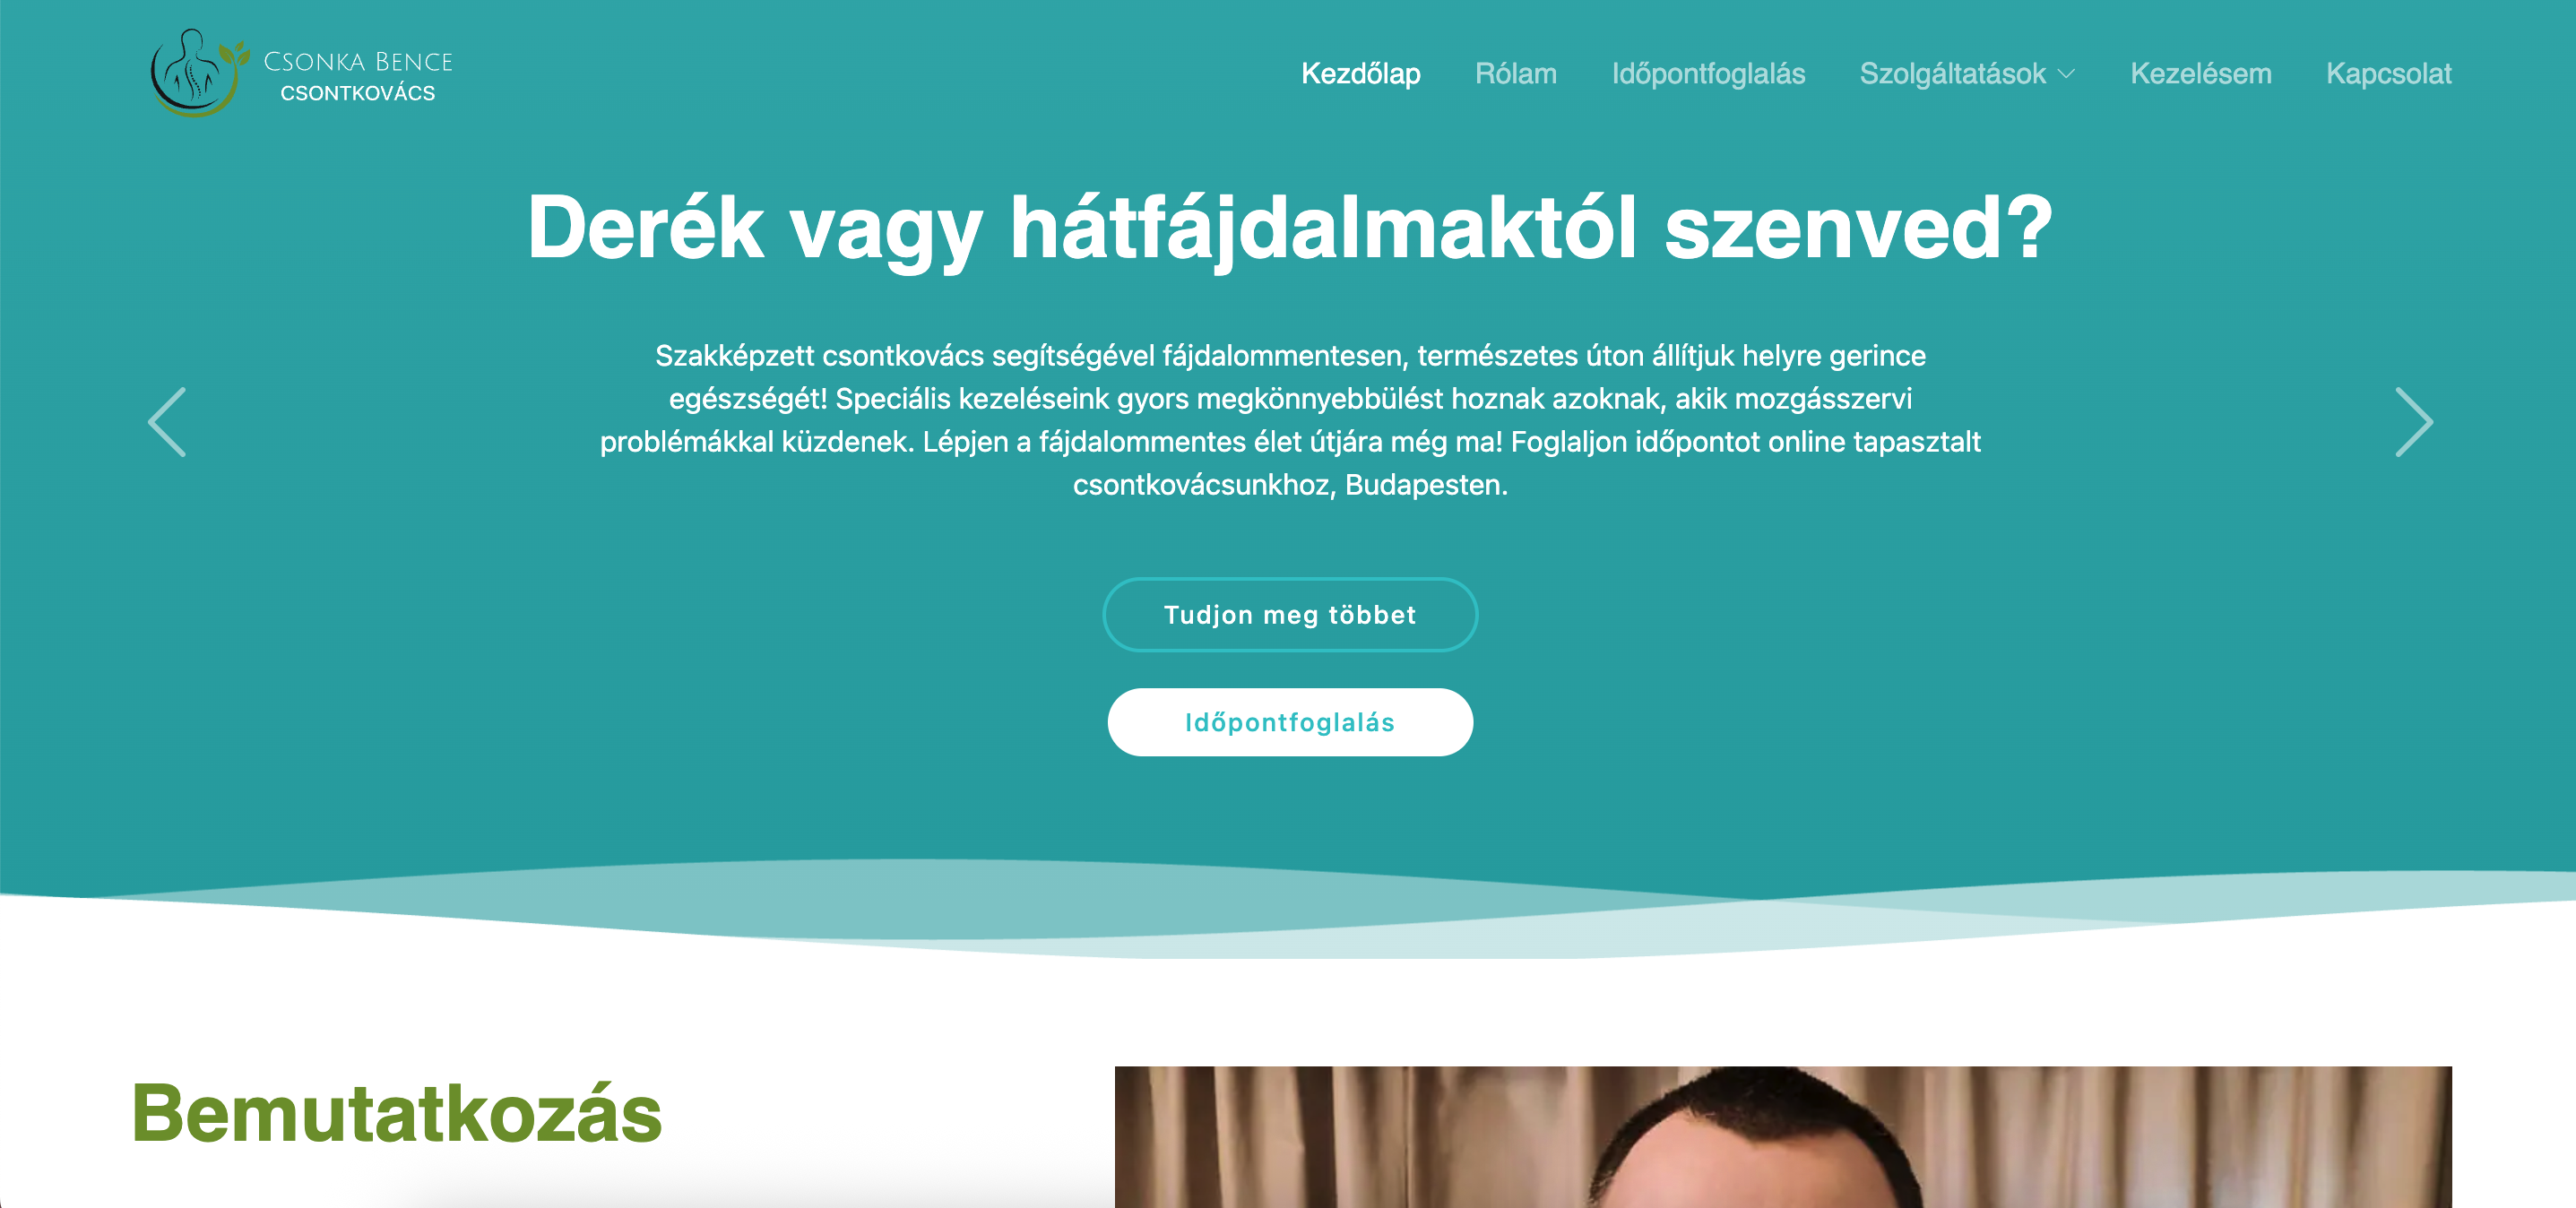 CSONKA BENCE
CSONTKOVÁCS
Kezdőlap
Rólam
Időpontfoglalás
Szolgáltatások
Kezelésem
Kapcsolat
Derék vagy hátfájdalmaktól szenved?
Szakképzett csontkovács segítségével fájdalommentesen, természetes úton állítjuk helyre gerince
egészségét! Speciális kezeléseink gyors megkönnyebbülést hoznak azoknak, akik mozgásszervi
problémákkal küzdenek. Lépjen a fájdalommentes élet útjára még ma! Foglaljon időpontot online tapasztalt
csontkovácsunkhoz, Budapesten.
Tudjon meg többet
Időpontfoglalás
Bemutatkozás